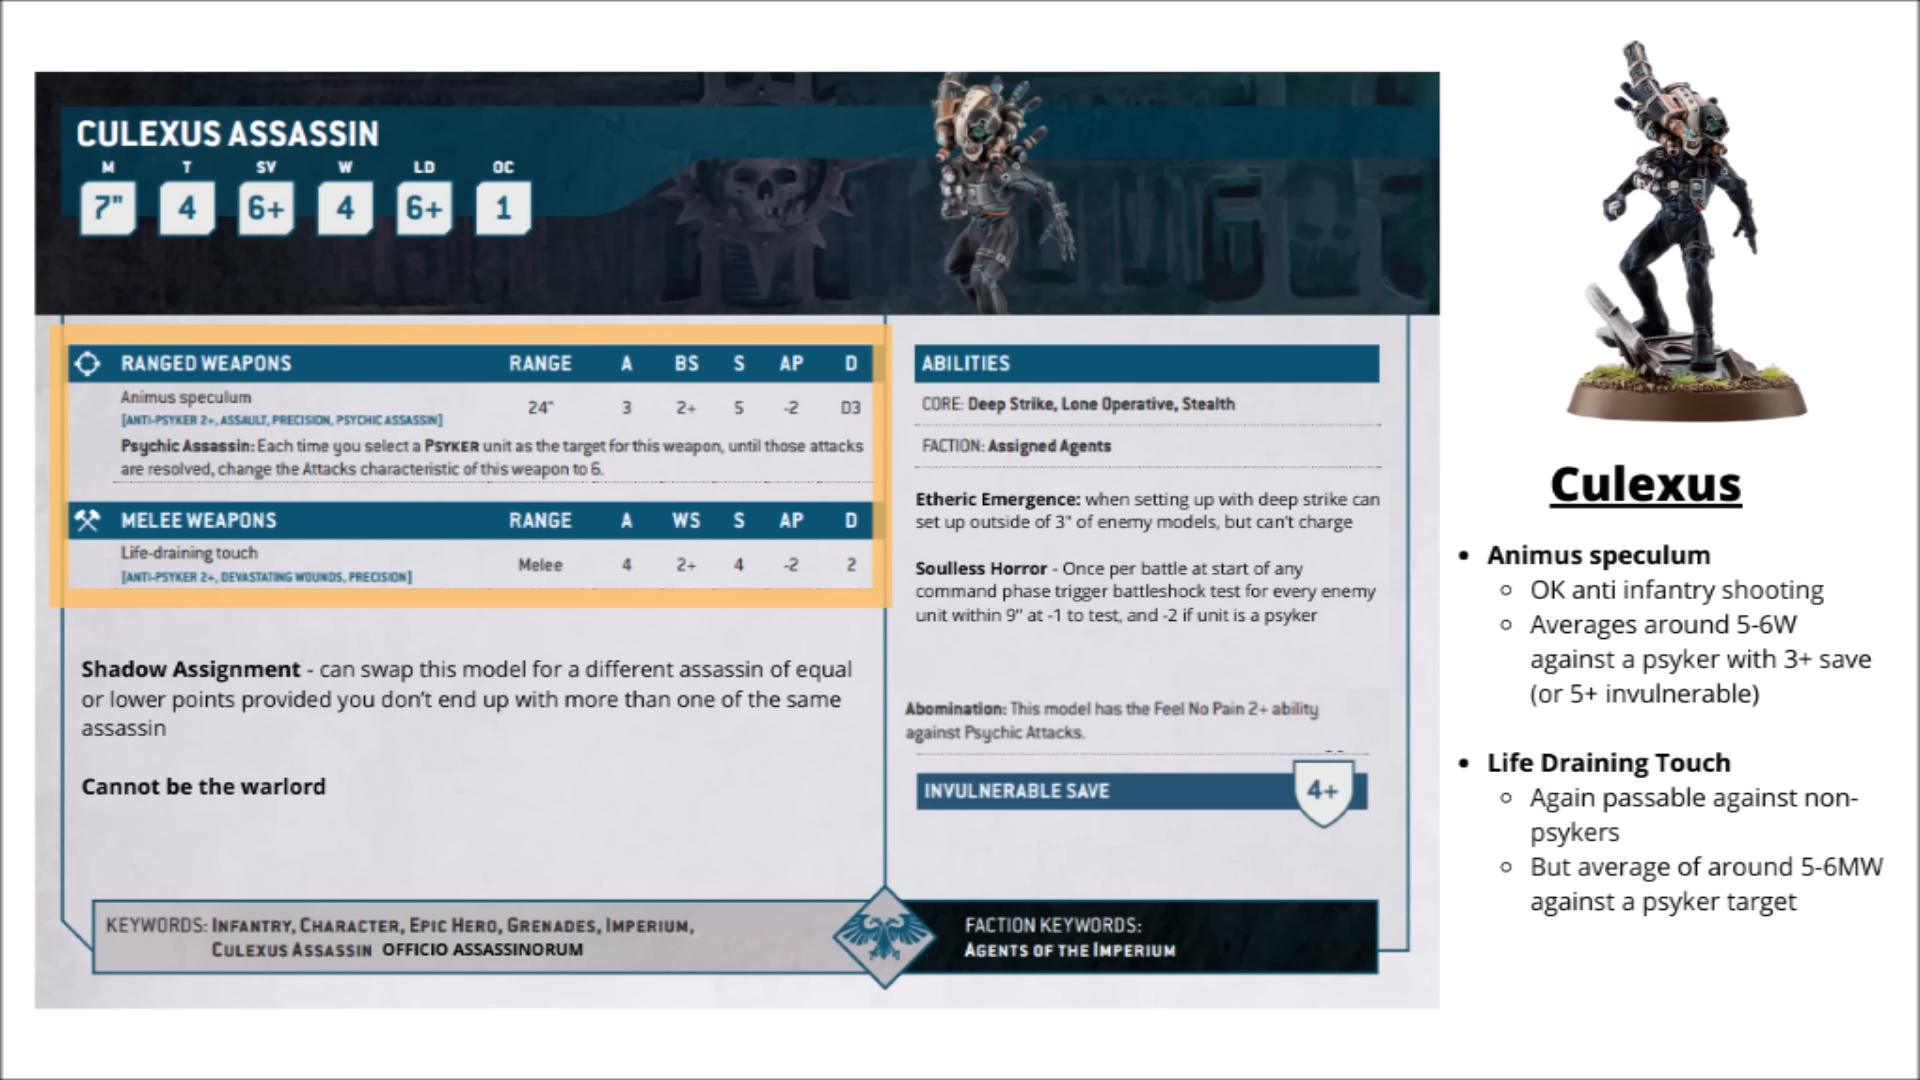 CULEXUS ASSASSIN
M T SV W LD OC
7" 4 6+ 4 6+ 1
RANGED WEAPONS RANGE A BS S AP D
Animus speculum
[ANTI-PSYKER 2+, ASSAULT, PRECISION, PSYCHIC ASSASSIN]
24" 3 2+ 5 -2 D3
Psychic Assassin: Each time you select a PSYKER unit as the target for this weapon, until those attacks
are resolved, change the Attacks characteristic of this weapon to 6.
MELEE WEAPONS RANGE A WS S AP D
Life-draining touch
[ANTI-PSYKER 2+, DEVASTATING WOUNDS, PRECISION]
Melee 4 2+ 4 -2 2
Shadow Assignment - can swap this model for a different assassin of equal
or lower points provided you don't end up with more than one of the same
assassin
Cannot be the warlord
ABILITIES
CORE: Deep Strike, Lone Operative, Stealth
FACTION: Assigned Agents
Etheric Emergence: when setting up with deep strike can
set up outside of 3" of enemy models, but can't charge
Soulless Horror - Once per battle at start of any
command phase trigger battleshock test for every enemy
unit within 9" at -1 to test, and -2 if unit is a psyker
Abomination: This model has the Feel No Pain 2+ ability
against Psychic Attacks.
INVULNERABLE SAVE 4+
KEYWORDS: INFANTRY, CHARACTER, EPIC HERO, GRENADES, IMPERIUM,
CULEXUS ASSASSIN OFFICIO ASSASSINORUM
FACTION KEYWORDS:
AGENTS OF THE IMPERIUM
Culexus
• Animus speculum
○ OK anti infantry shooting
○ Averages around 5-6W
against a psyker with 3+ save
(or 5+ invulnerable)
• Life Draining Touch
○ Again passable against non-
psykers
○ But average of around 5-6MW
against a psyker target